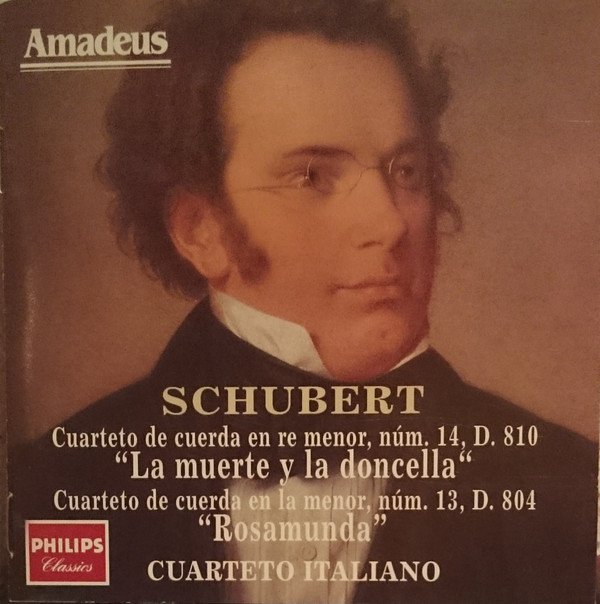 Amadeus
SCHUBERT
Cuarteto de cuerda en re menor, núm. 14, D. 810
“La muerte y la doncella“
Cuarteto de cuerda en la menor, núm. 13, D. 804
“Rosamunda”
PHILIPS
Classics
CUARTETO ITALIANO